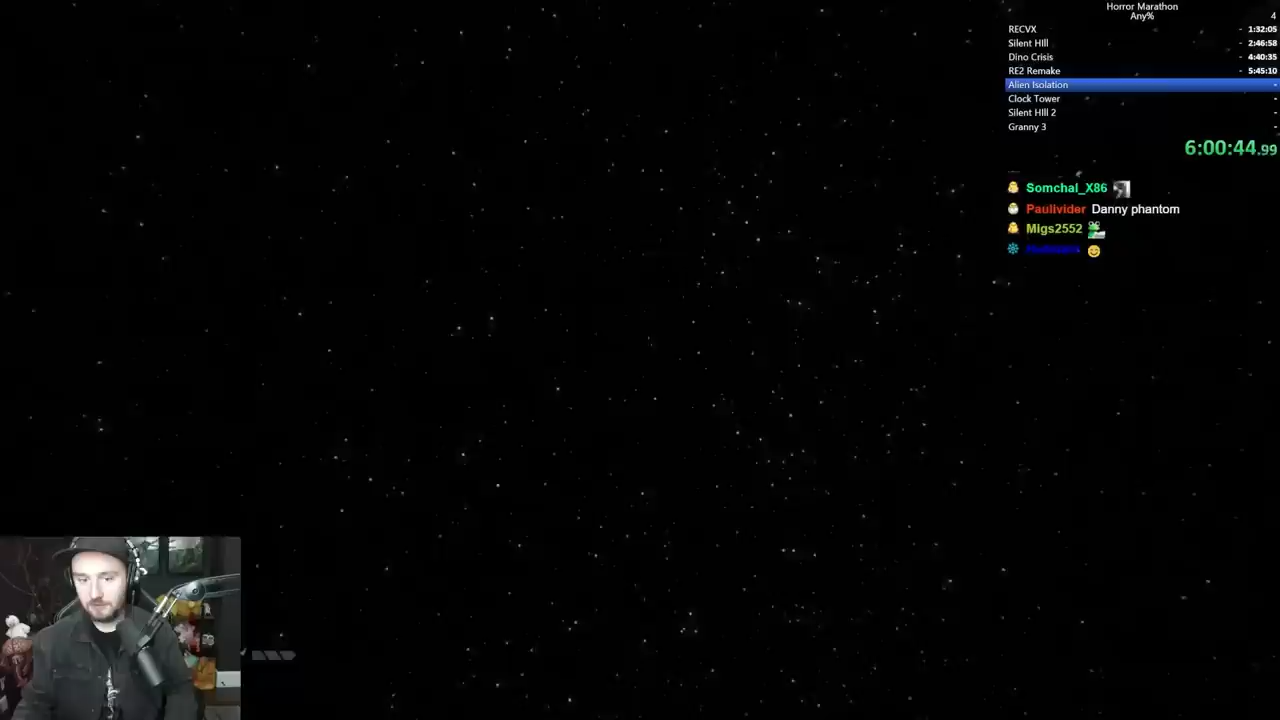 Horror Marathon
Any%
4
RECVX - 1:32:05
Silent HIll - 2:46:58
Dino Crisis - 4:40:35
RE2 Remake - 5:45:10
Alien Isolation -
Clock Tower -
Silent HIll 2 -
Granny 3 -
6:00:44.99
Somchai_X86
Paulivider Danny phantom
Migs2552